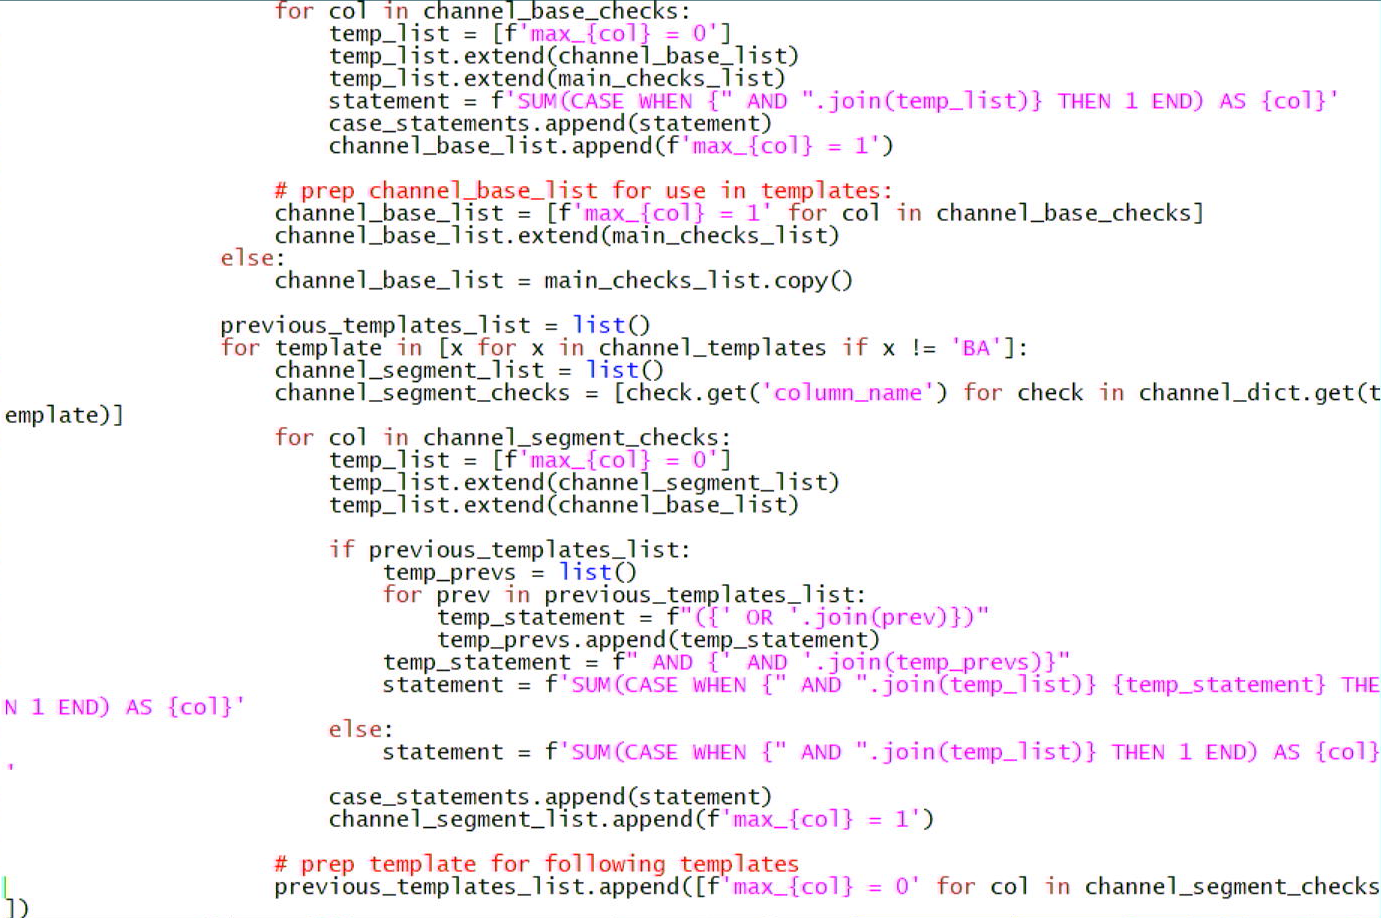 for col in channel_base_checks:
temp_list = [f'max_{col} = 0']
temp_list.extend(channel_base_list)
temp_list.extend(main_checks_list)
statement = f'SUM(CASE WHEN {" AND ".join(temp_list)} THEN 1 END) AS {col}'
case_statements.append(statement)
channel_base_list.append(f'max_{col} = 1')
# prep channel_base_list for use in templates:
channel_base_list = [f'max_{col} = 1' for col in channel_base_checks]
channel_base_list.extend(main_checks_list)
else:
channel_base_list = main_checks_list.copy()
previous_templates_list = list()
for template in [x for x in channel_templates if x != 'BA']:
channel_segment_list = list()
channel_segment_checks = [check.get('column_name') for check in channel_dict.get(t
emplate)]
for col in channel_segment_checks:
temp_list = [f'max_{col} = 0']
temp_list.extend(channel_segment_list)
temp_list.extend(channel_base_list)
if previous_templates_list:
temp_prevs = list()
for prev in previous_templates_list:
temp_statement = f"({' OR '.join(prev)})"
temp_prevs.append(temp_statement)
temp_statement = f" AND {' AND '.join(temp_prevs)}"
statement = f'SUM(CASE WHEN {" AND ".join(temp_list)} {temp_statement} THE
N 1 END) AS {col}'
else:
statement = f'SUM(CASE WHEN {" AND ".join(temp_list)} THEN 1 END) AS {col}
'
case_statements.append(statement)
channel_segment_list.append(f'max_{col} = 1')
# prep template for following templates
previous_templates_list.append([f'max_{col} = 0' for col in channel_segment_checks
])